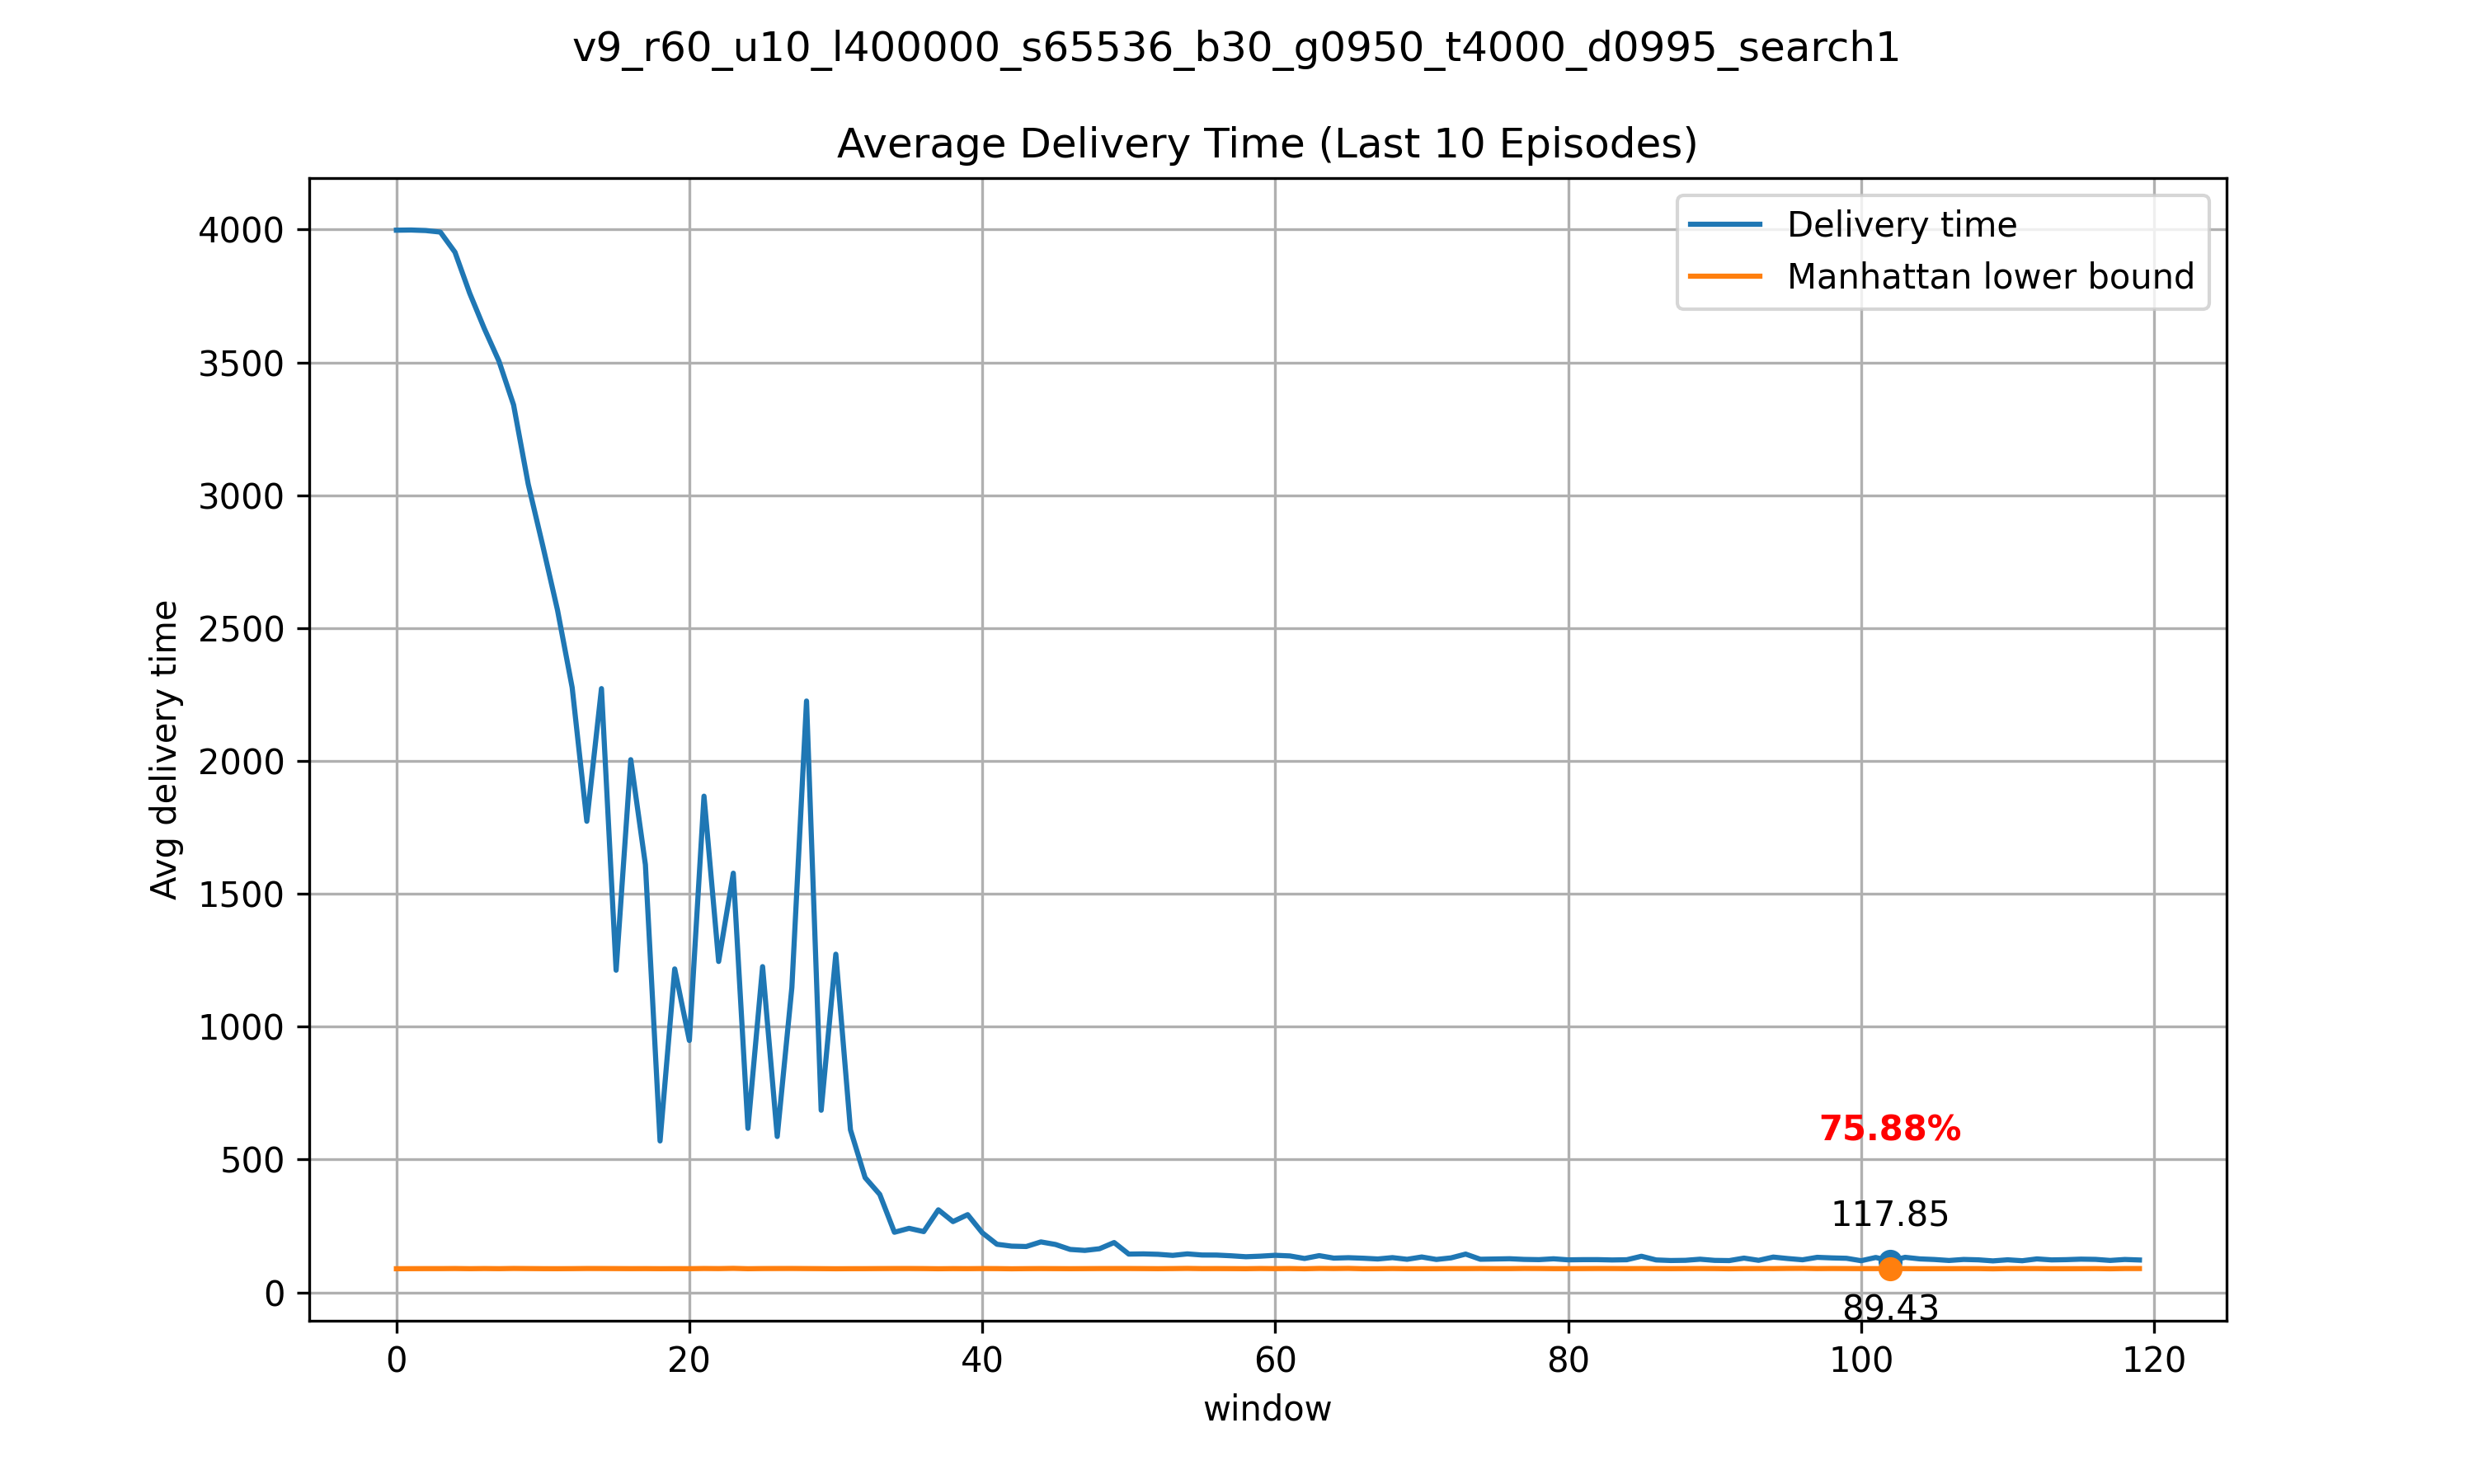 v9_r60_u10_l400000_s65536_b30_g0950_t4000_d0995_search1
Average Delivery Time (Last 10 Episodes)
Delivery time
Manhattan lower bound
Avg delivery time
4000
3500
3000
2500
2000
1500
1000
500
0
75.88%
117.85
89.43
0 20 40 60 80 100 120
window